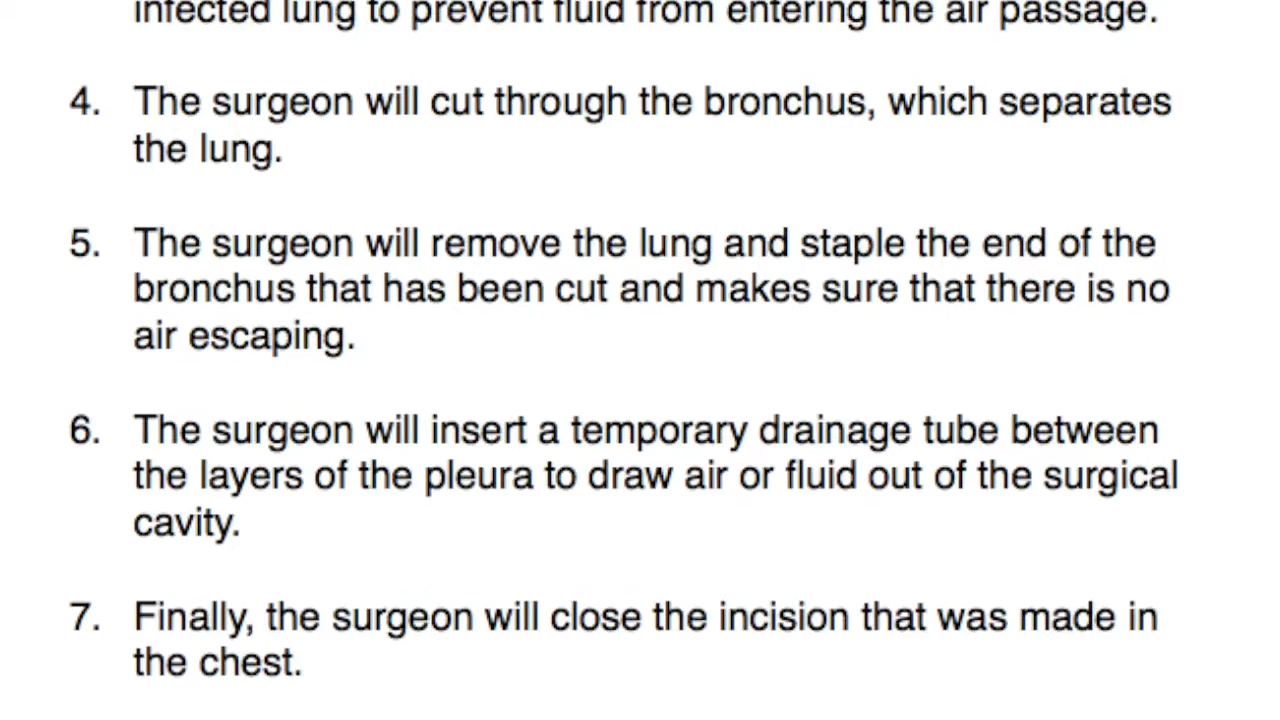 infected lung to prevent fluid from entering the air passage.
4. The surgeon will cut through the bronchus, which separates
the lung.
5. The surgeon will remove the lung and staple the end of the
bronchus that has been cut and makes sure that there is no
air escaping.
6. The surgeon will insert a temporary drainage tube between
the layers of the pleura to draw air or fluid out of the surgical
cavity.
7. Finally, the surgeon will close the incision that was made in
the chest.